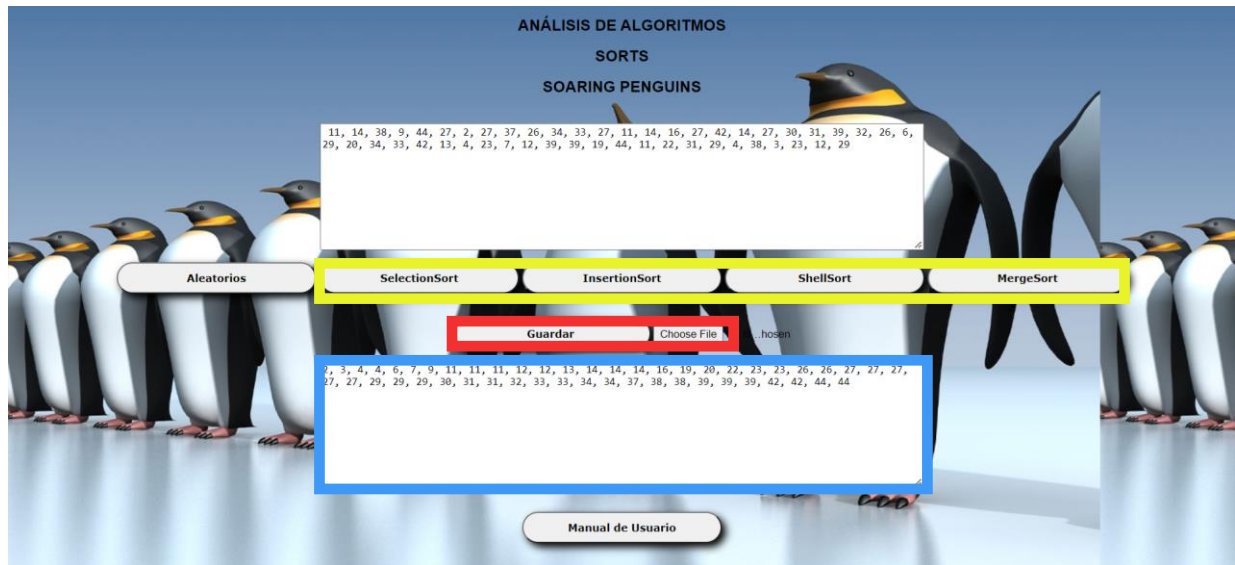 ANÁLISIS DE ALGORITMOS
SORTS
SOARING PENGUINS
11, 14, 38, 9, 44, 27, 2, 27, 37, 26, 34, 33, 27, 11, 14, 16, 27, 42, 14, 27, 30, 31, 39, 32, 26, 6,
29, 20, 34, 33, 42, 13, 4, 23, 7, 12, 39, 39, 19, 44, 11, 22, 31, 29, 4, 38, 3, 23, 12, 29
Aleatorios SelectionSort InsertionSort ShellSort MergeSort
Guardar Choose File ...hosen
2, 3, 4, 4, 6, 7, 9, 11, 11, 11, 12, 12, 13, 14, 14, 14, 16, 19, 20, 22, 23, 23, 26, 26, 27, 27, 27,
27, 27, 29, 29, 29, 30, 31, 31, 32, 33, 33, 34, 34, 37, 38, 38, 39, 39, 39, 42, 42, 44, 44
Manual de Usuario